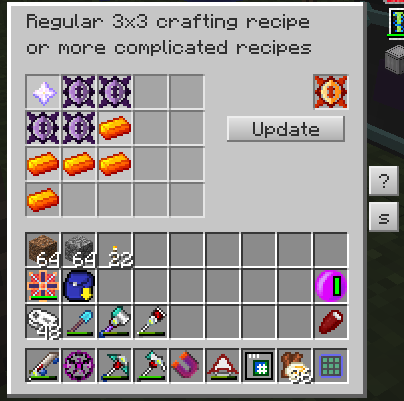 Regular 3x3 crafting recipe
or more complicated recipes
Update
?
s
64
64
22